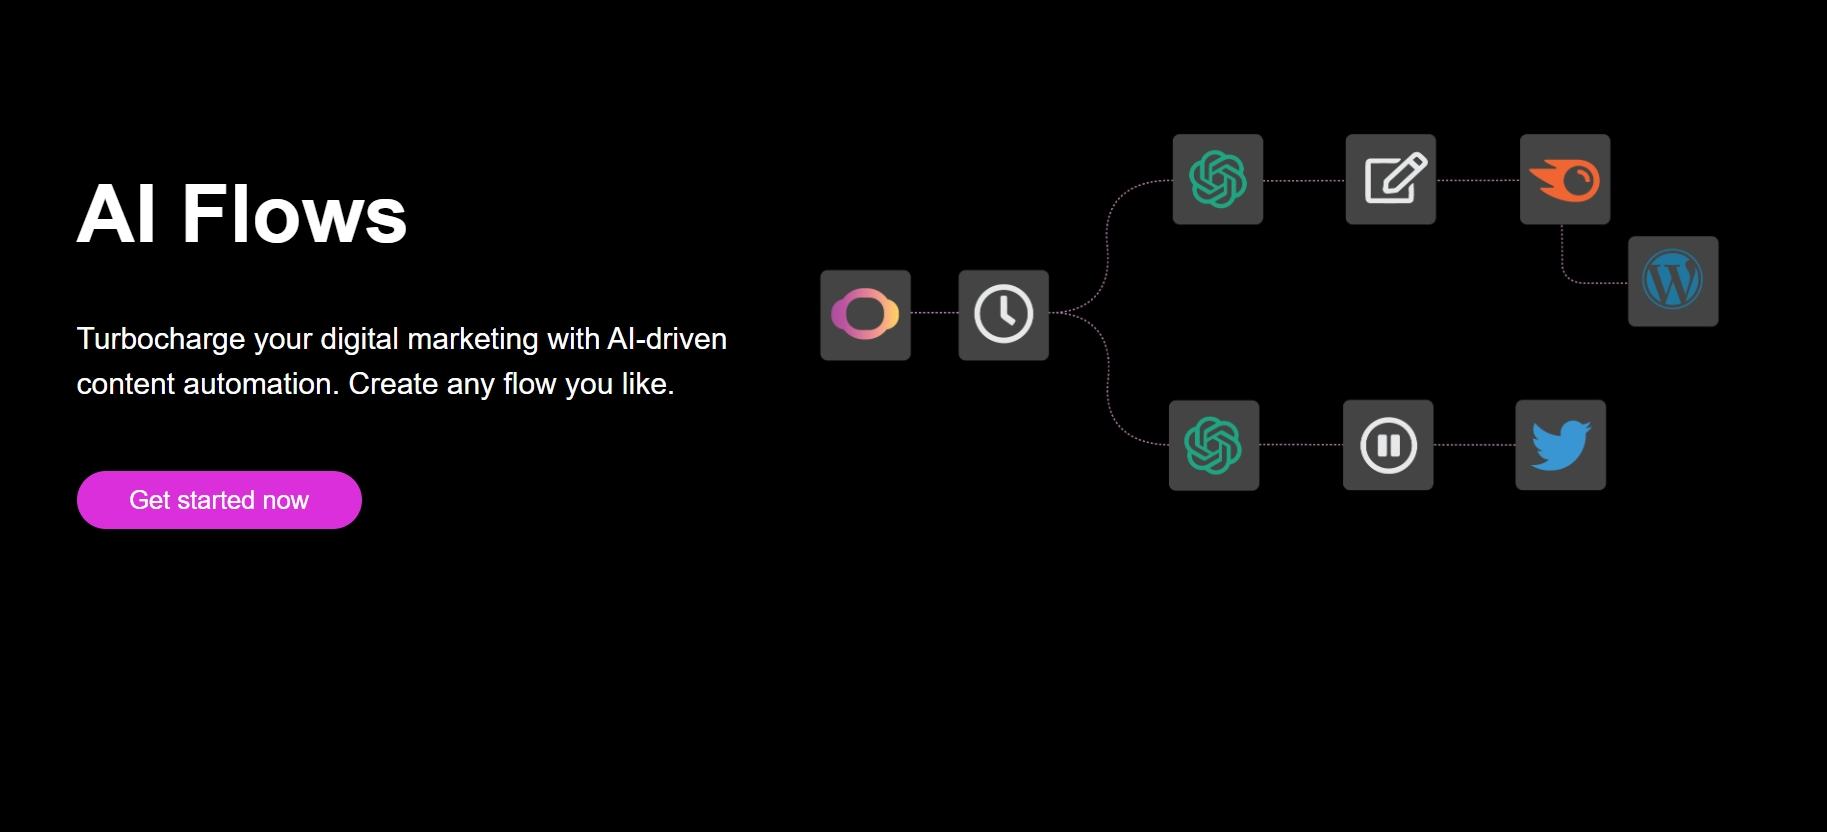 AI Flows
Turbocharge your digital marketing with AI-driven
content automation. Create any flow you like.
Get started now